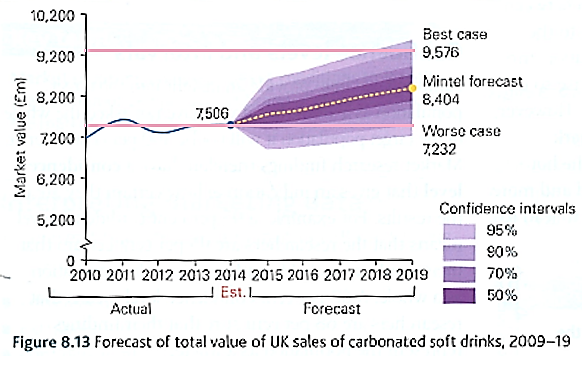 10,200
9,200
8,200
7,200
6,200
5,200
0
Market value (£m)
7,506
Best case
9,576
Mintel forecast
8,404
Worse case
7,232
Confidence intervals
95%
90%
70%
50%
2010 2011 2012 2013 2014 2015 2016 2017 2018 2019
Actual Est. Forecast
Figure 8.13 Forecast of total value of UK sales of carbonated soft drinks, 2009–19